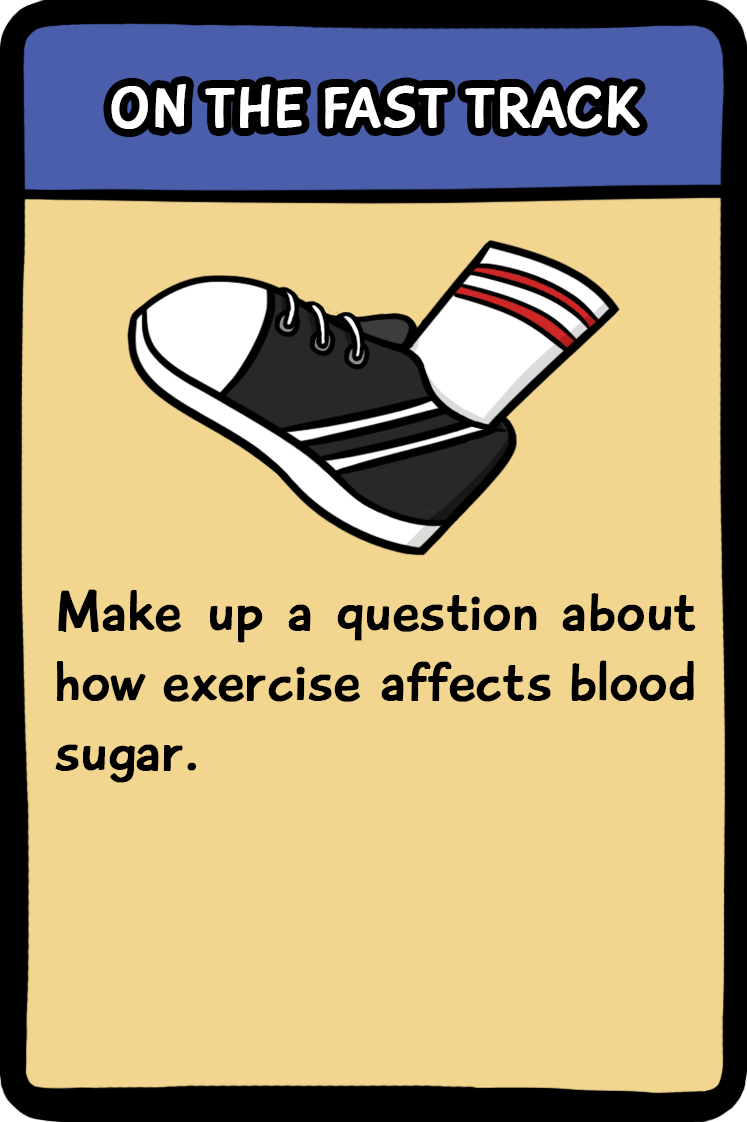 ON THE FAST TRACK
Make up a question about
how exercise affects blood
sugar.